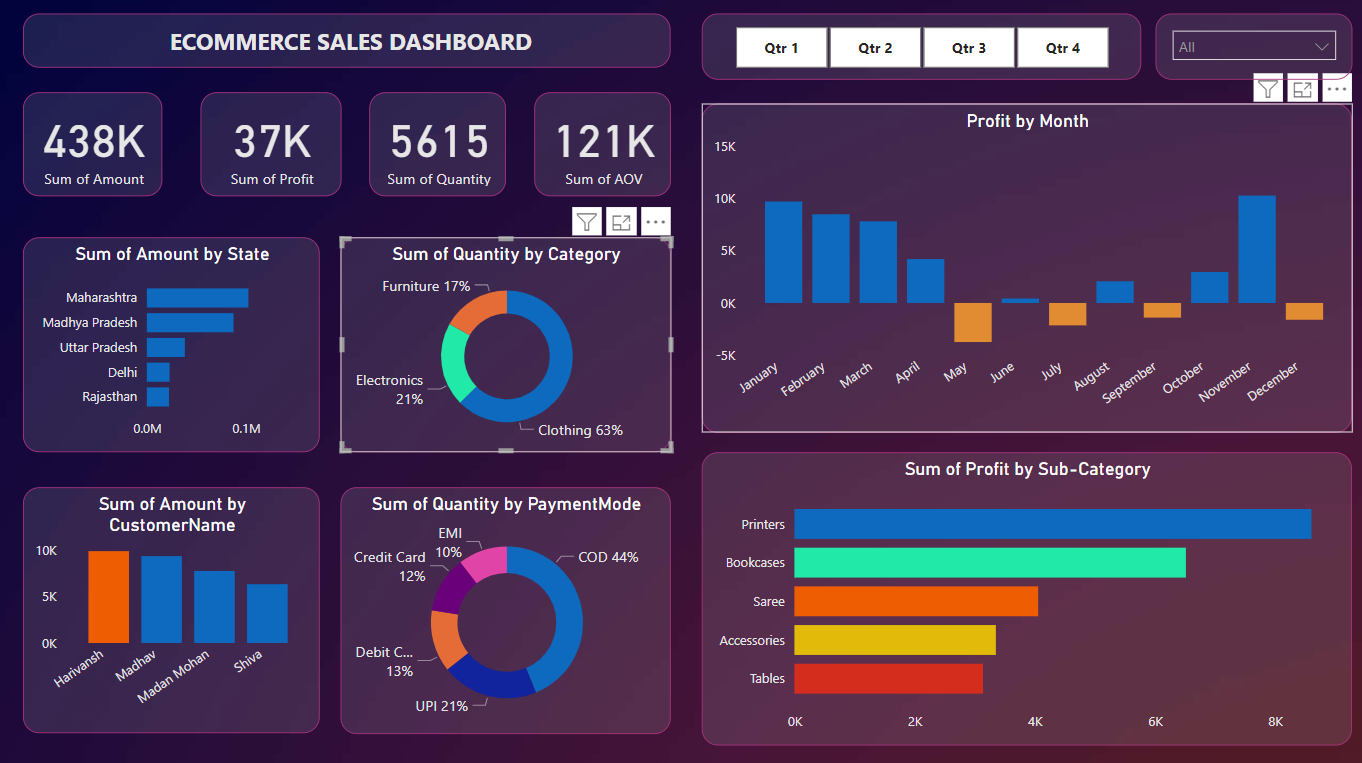 ECOMMERCE SALES DASHBOARD
Qtr 1
Qtr 2
Qtr 3
Qtr 4
All
438K
Sum of Amount
37K
Sum of Profit
5615
Sum of Quantity
121K
Sum of AOV
Profit by Month
15K
10K
5K
0K
-5K
January
February
March
April
May
June
July
August
September
October
November
December
Sum of Amount by State
Maharashtra
Madhya Pradesh
Uttar Pradesh
Delhi
Rajasthan
0.0M
0.1M
Sum of Quantity by Category
Furniture 17%
Electronics
21%
Clothing 63%
Sum of Amount by
CustomerName
10K
5K
0K
Harivansh
Madhav
Madan Mohan
Shiva
Sum of Quantity by PaymentMode
EMI
10%
Credit Card
12%
COD 44%
Debit C...
13%
UPI 21%
Sum of Profit by Sub-Category
Printers
Bookcases
Saree
Accessories
Tables
0K
2K
4K
6K
8K